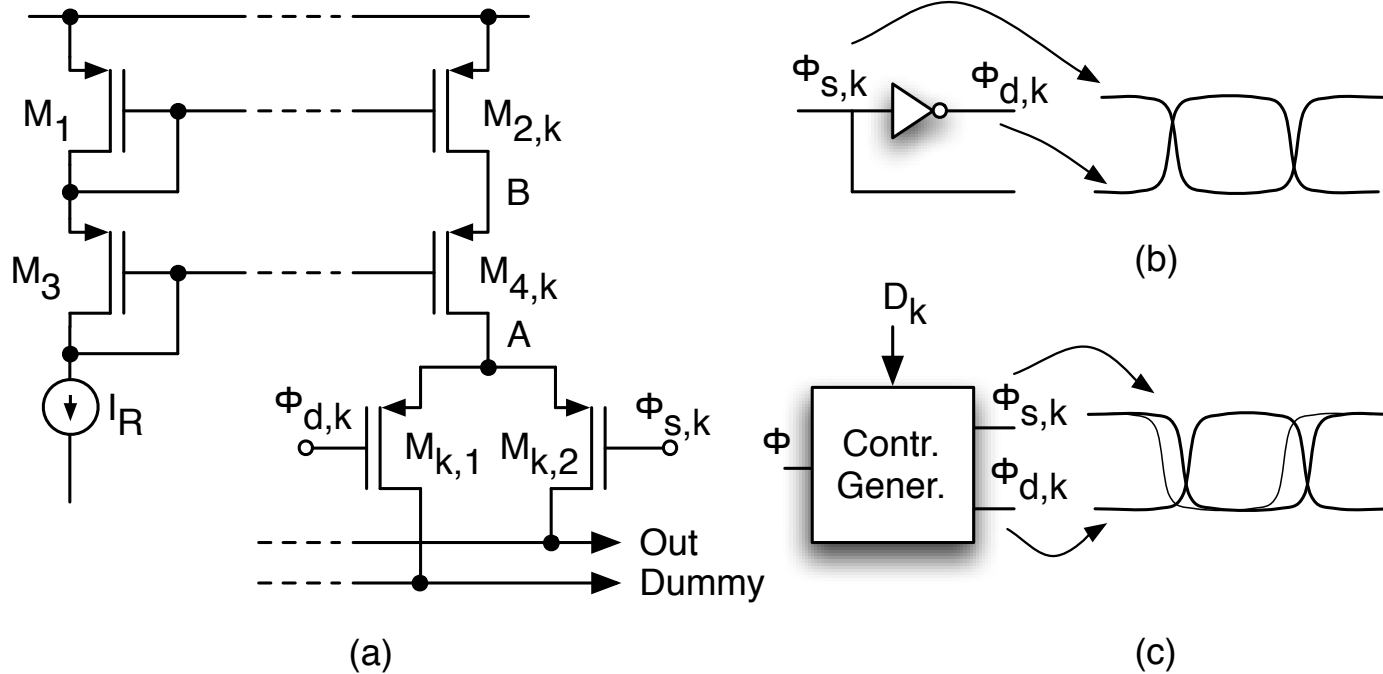 M1
M2,k
B
M3
M4,k
A
IR
Φd,k
Φs,k
Mk,1
Mk,2
Out
Dummy
(a)
Φs,k
Φd,k
(b)
Dk
Φ
Contr.
Gener.
Φs,k
Φd,k
(c)